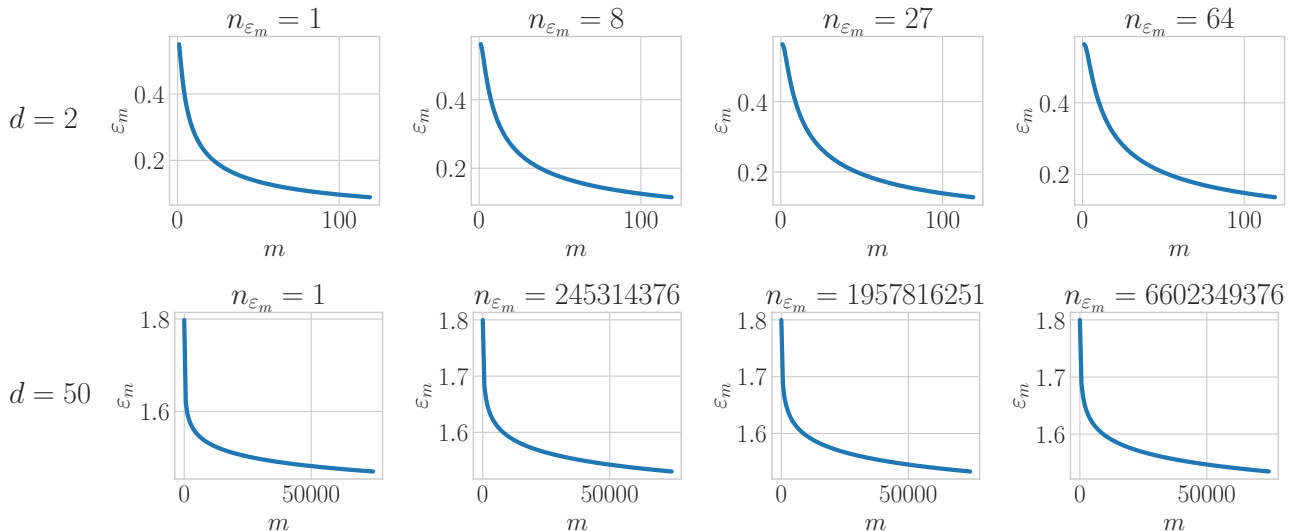 n_{ε_m} = 1
n_{ε_m} = 8
n_{ε_m} = 27
n_{ε_m} = 64
d = 2
ε_m
0.4
0.2
0
100
m
ε_m
0.4
0.2
0
100
m
ε_m
0.4
0.2
0
100
m
ε_m
0.4
0.2
0
100
m
n_{ε_m} = 1
n_{ε_m} = 245314376
n_{ε_m} = 1957816251
n_{ε_m} = 6602349376
d = 50
ε_m
1.8
1.6
0
50000
m
ε_m
1.8
1.7
1.6
0
50000
m
ε_m
1.8
1.7
1.6
0
50000
m
ε_m
1.8
1.7
1.6
0
50000
m